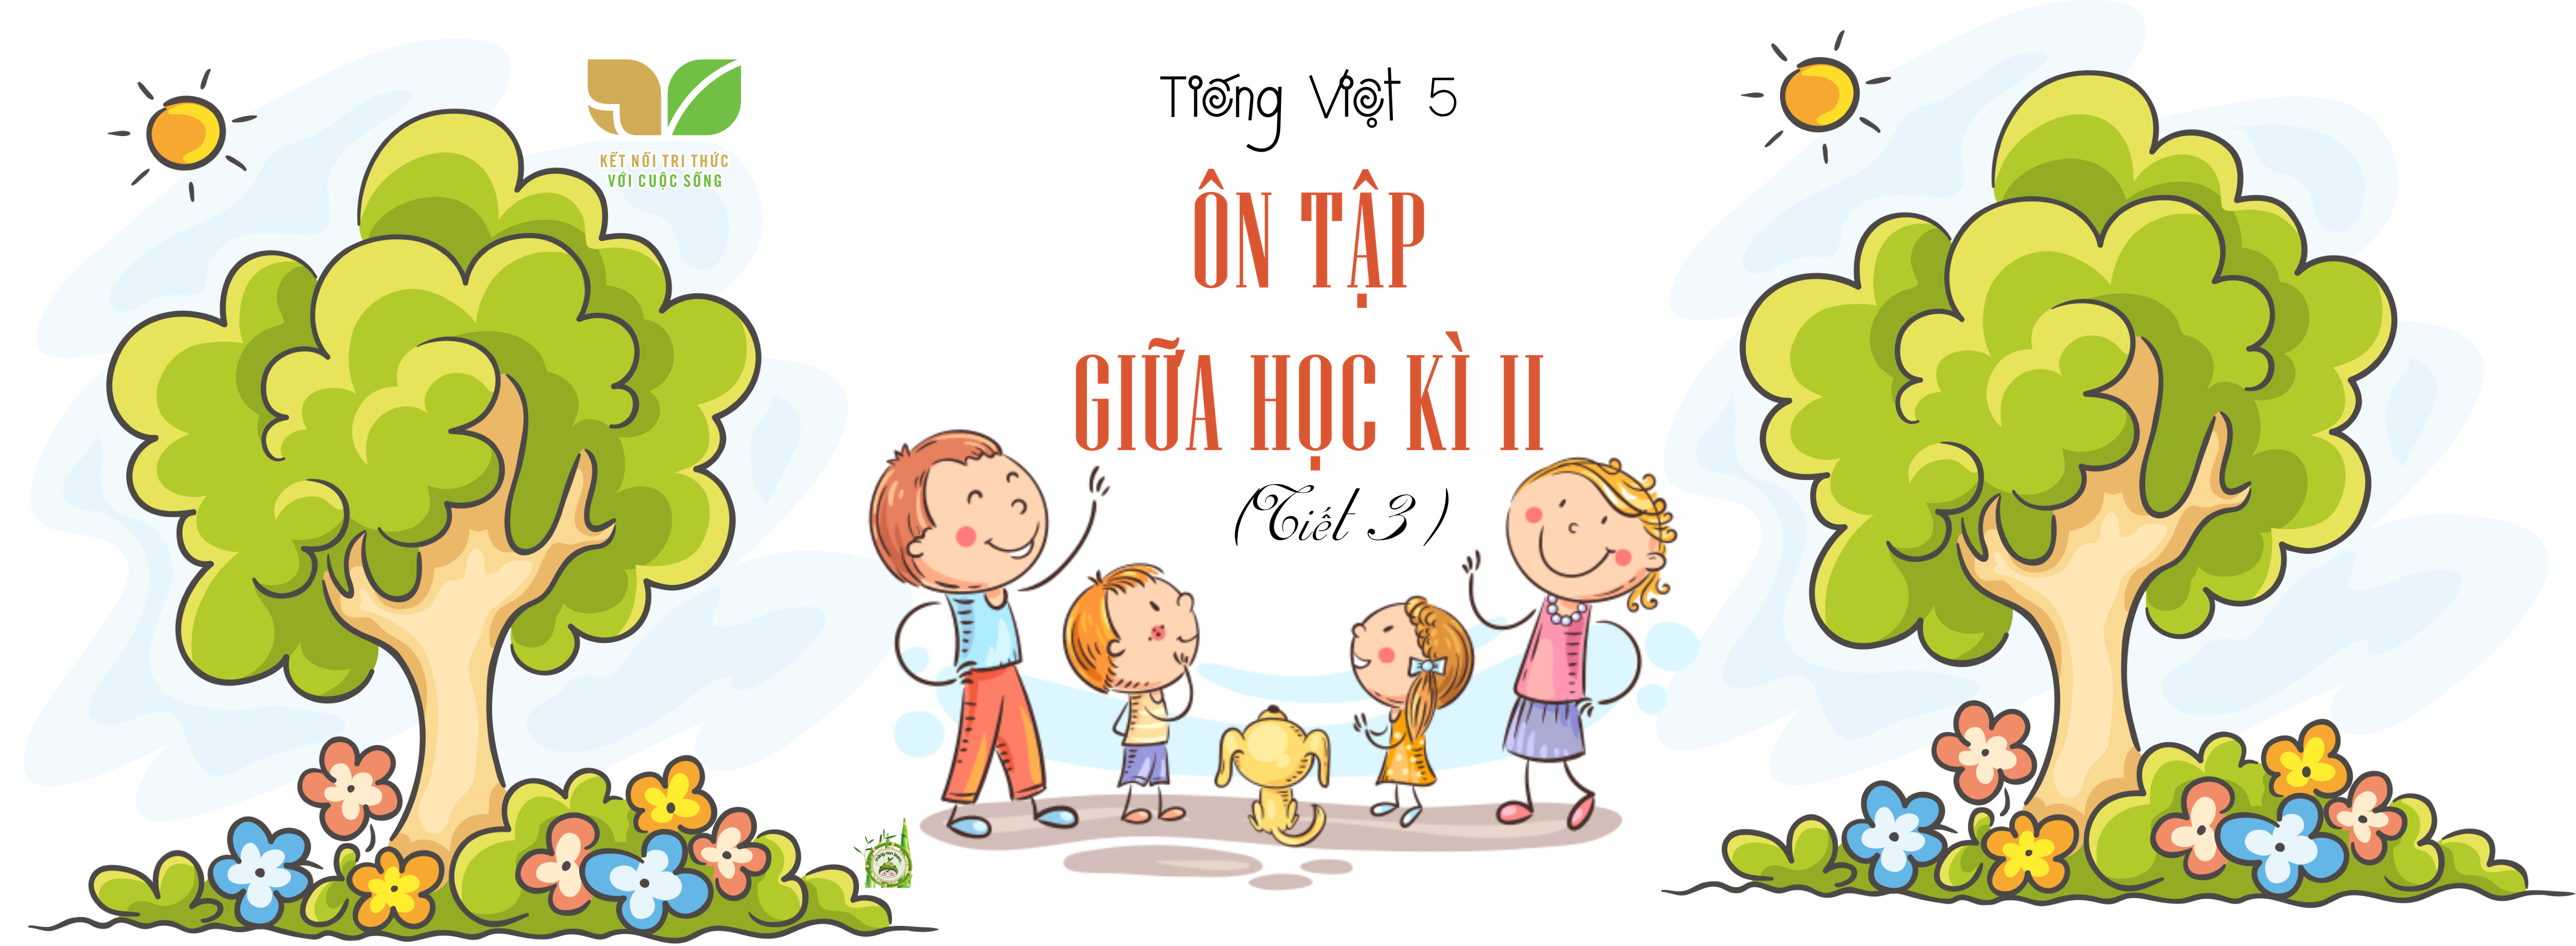 KẾT NỐI TRI THỨC
VỚI CUỘC SỐNG
Tiếng Việt 5
ÔN TẬP
GIỮA HỌC KÌ II
(Tiết 3)